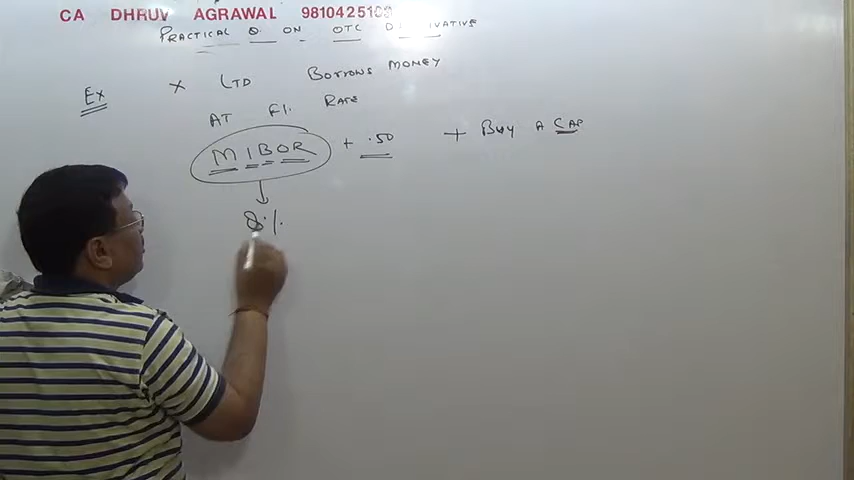 CA DHRUV AGRAWAL 9810425103
PRACTICAL Q. ON OTC DERIVATIVE
Ex X LTD BORROWS MONEY
AT Fl. RATE
MIBOR + .50 + Buy A CAP
8%